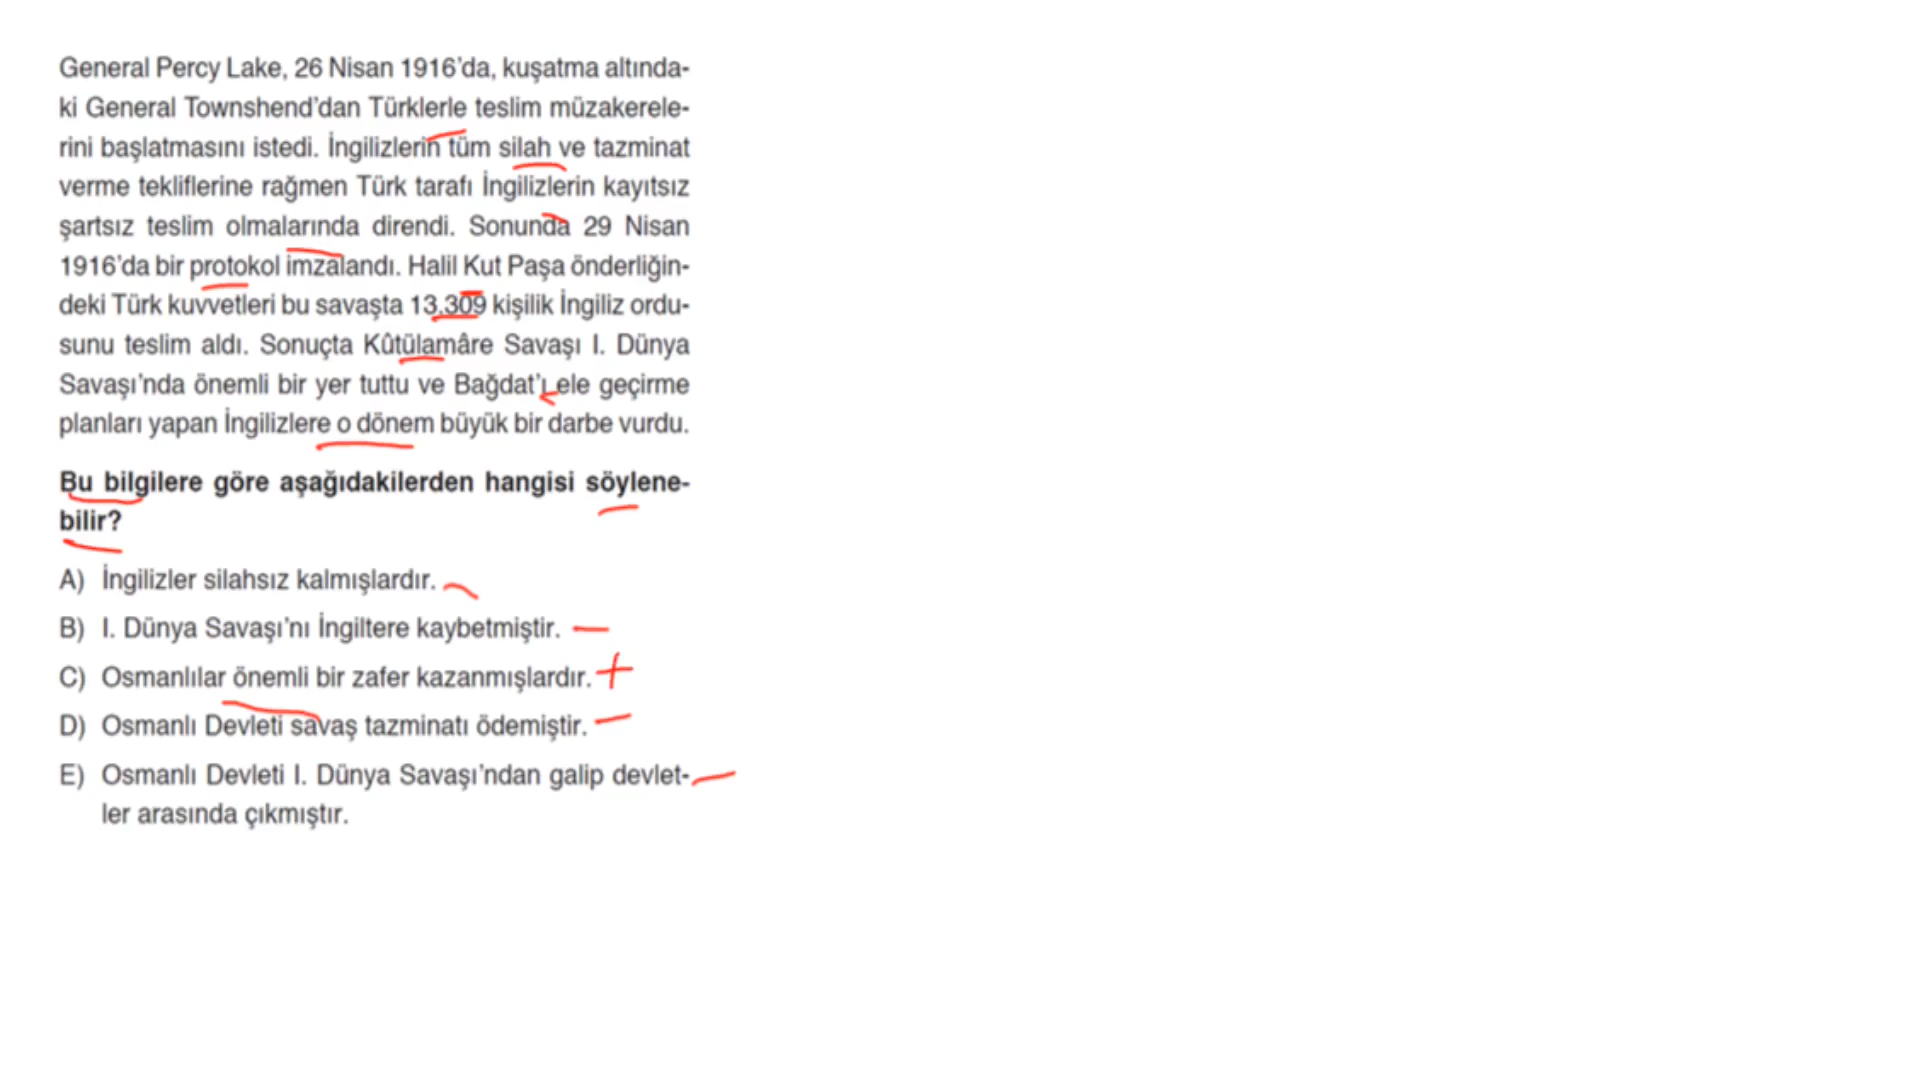 General Percy Lake, 26 Nisan 1916’da, kuşatma altında-
ki General Townshend’dan Türklerle teslim müzakerele-
rini başlatmasını istedi. İngilizlerin tüm silah ve tazminat
verme tekliflerine rağmen Türk tarafı İngilizlerin kayıtsız
şartsız teslim olmalarında direndi. Sonunda 29 Nisan
1916’da bir protokol imzalandı. Halil Kut Paşa önderliğin-
deki Türk kuvvetleri bu savaşta 13.309 kişilik İngiliz ordu-
sunu teslim aldı. Sonuçta Kûtülamâre Savaşı I. Dünya
Savaşı’nda önemli bir yer tuttu ve Bağdat’ı ele geçirme
planları yapan İngilizlere o dönem büyük bir darbe vurdu.
Bu bilgilere göre aşağıdakilerden hangisi söylene-
bilir?
A) İngilizler silahsız kalmışlardır.
B) I. Dünya Savaşı’nı İngiltere kaybetmiştir.
C) Osmanlılar önemli bir zafer kazanmışlardır.
D) Osmanlı Devleti savaş tazminatı ödemiştir.
E) Osmanlı Devleti I. Dünya Savaşı’ndan galip devlet-
ler arasında çıkmıştır.